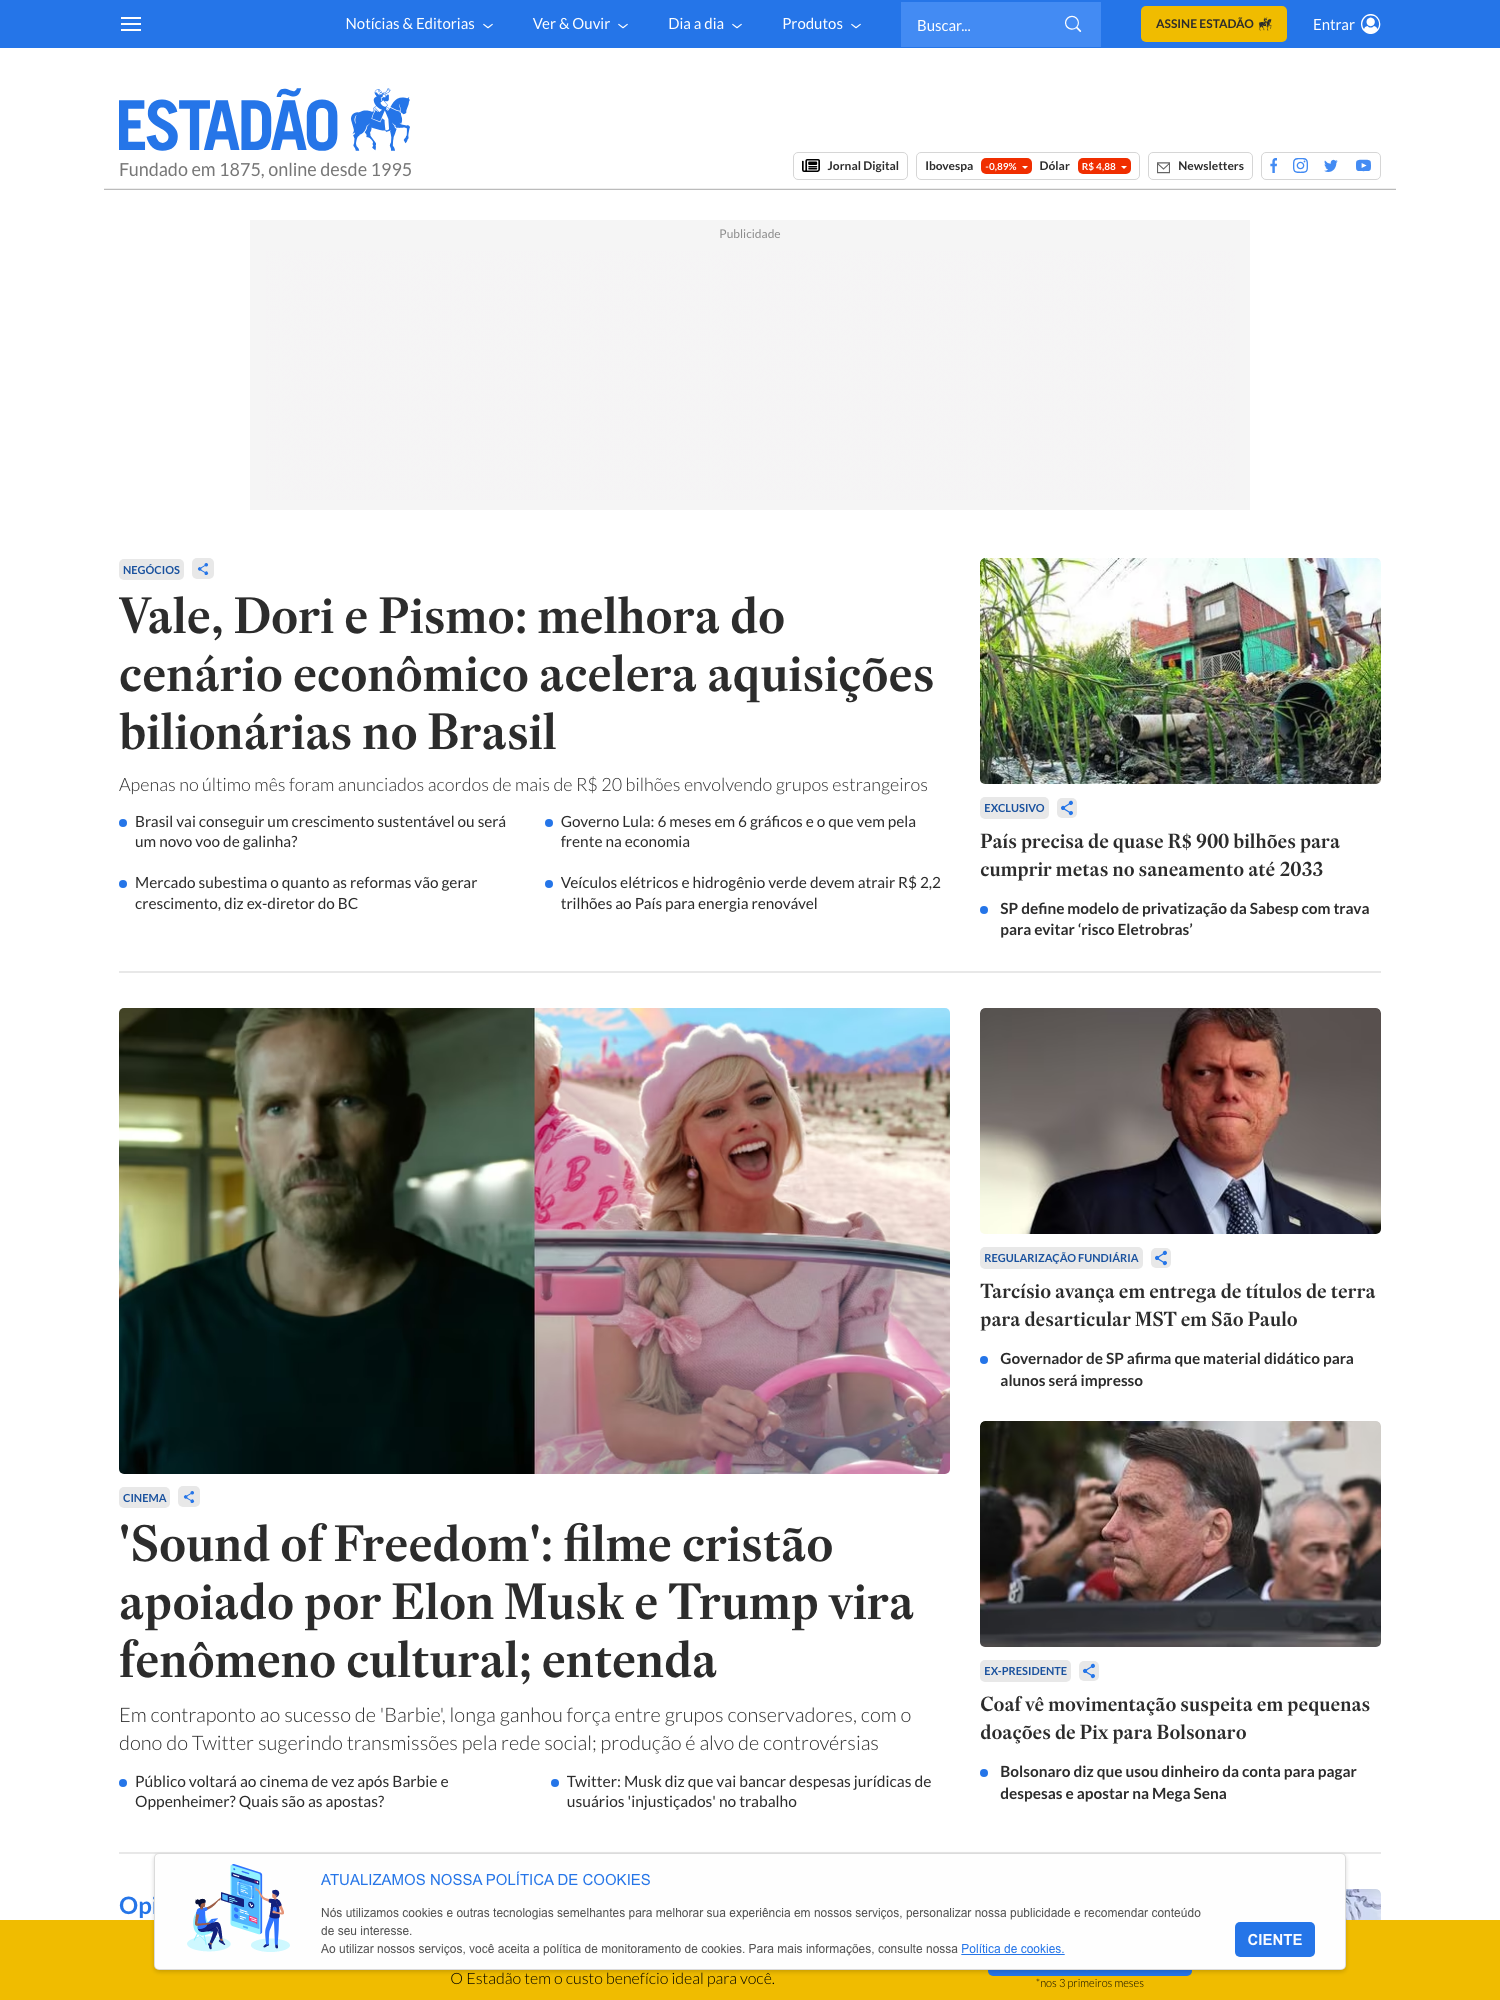 Notícias & Editorias
Ver & Ouvir
Dia a dia
Produtos
Buscar...
ASSINE ESTADÃO
Entrar
ESTADÃO
Fundado em 1875, online desde 1995
Jornal Digital
Ibovespa -0,89% Dólar R$ 4,88
Newsletters
Publicidade
NEGÓCIOS
Vale, Dori e Pismo: melhora do
cenário econômico acelera aquisições
bilionárias no Brasil
Apenas no último mês foram anunciados acordos de mais de R$ 20 bilhões envolvendo grupos estrangeiros
Brasil vai conseguir um crescimento sustentável ou será
um novo voo de galinha?
Governo Lula: 6 meses em 6 gráficos e o que vem pela
frente na economia
Mercado subestima o quanto as reformas vão gerar
crescimento, diz ex-diretor do BC
Veículos elétricos e hidrogênio verde devem atrair R$ 2,2
trilhões ao País para energia renovável
EXCLUSIVO
País precisa de quase R$ 900 bilhões para
cumprir metas no saneamento até 2033
SP define modelo de privatização da Sabesp com trava
para evitar ‘risco Eletrobras’
CINEMA
'Sound of Freedom': filme cristão
apoiado por Elon Musk e Trump vira
fenômeno cultural; entenda
Em contraponto ao sucesso de 'Barbie', longa ganhou força entre grupos conservadores, com o
dono do Twitter sugerindo transmissões pela rede social; produção é alvo de controvérsias
Público voltará ao cinema de vez após Barbie e
Oppenheimer? Quais são as apostas?
Twitter: Musk diz que vai bancar despesas jurídicas de
usuários 'injustiçados' no trabalho
REGULARIZAÇÃO FUNDIÁRIA
Tarcísio avança em entrega de títulos de terra
para desarticular MST em São Paulo
Governador de SP afirma que material didático para
alunos será impresso
EX-PRESIDENTE
Coaf vê movimentação suspeita em pequenas
doações de Pix para Bolsonaro
Bolsonaro diz que usou dinheiro da conta para pagar
despesas e apostar na Mega Sena
Opi
ATUALIZAMOS NOSSA POLÍTICA DE COOKIES
Nós utilizamos cookies e outras tecnologias semelhantes para melhorar sua experiência em nossos serviços, personalizar nossa publicidade e recomendar conteúdo
de seu interesse.
Ao utilizar nossos serviços, você aceita a política de monitoramento de cookies. Para mais informações, consulte nossa Política de cookies.
CIENTE
O Estadão tem o custo benefício ideal para você.
*nos 3 primeiros meses